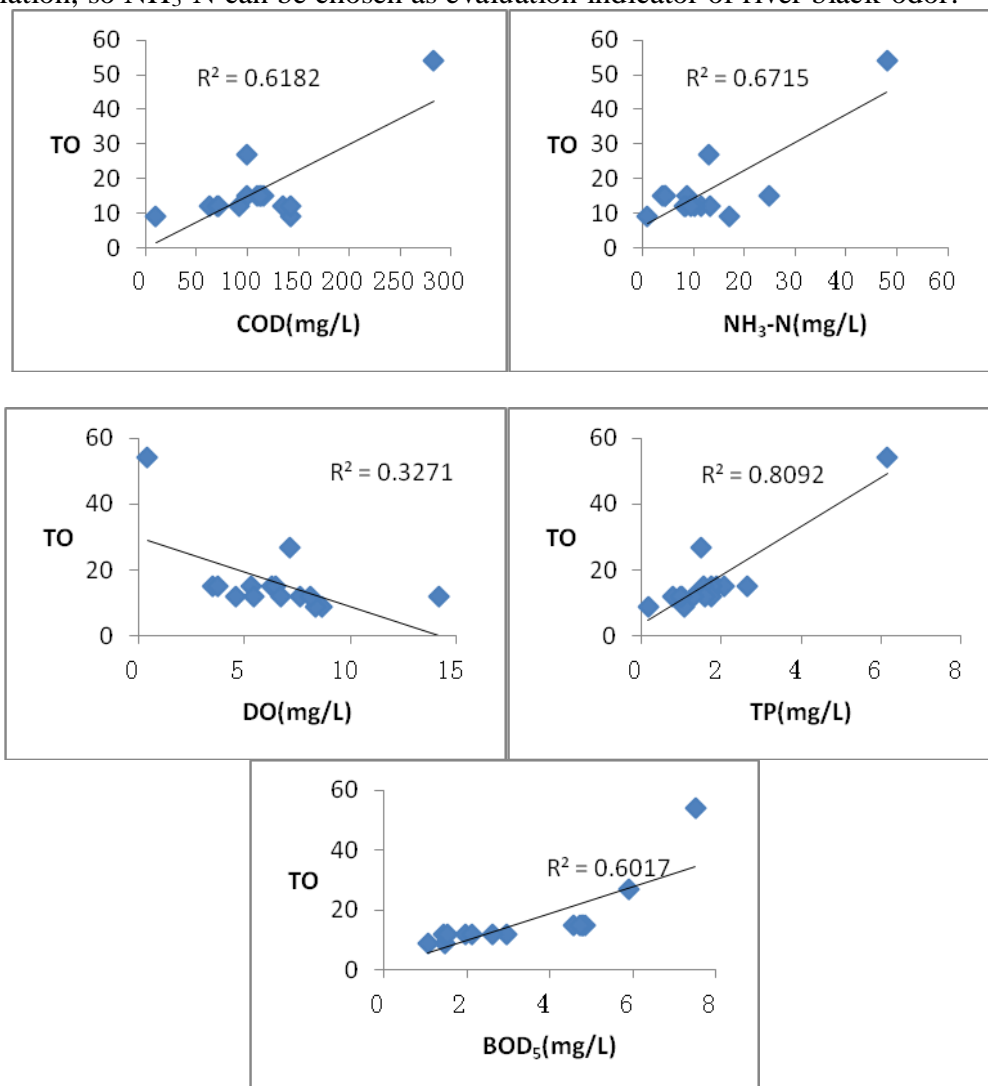 so NH₃-N can be chosen as evaluation indicator of river black-odor.
60
50
40
30
20
10
0
TO
R² = 0.6182
0 50 100 150 200 250 300
COD(mg/L)
60
50
40
30
20
10
0
TO
R² = 0.6715
0 10 20 30 40 50 60
NH₃-N(mg/L)
60
40
20
0
TO
R² = 0.3271
0 5 10 15
DO(mg/L)
60
40
20
0
TO
R² = 0.8092
0 2 4 6 8
TP(mg/L)
60
40
20
0
TO
R² = 0.6017
0 2 4 6 8
BOD₅(mg/L)